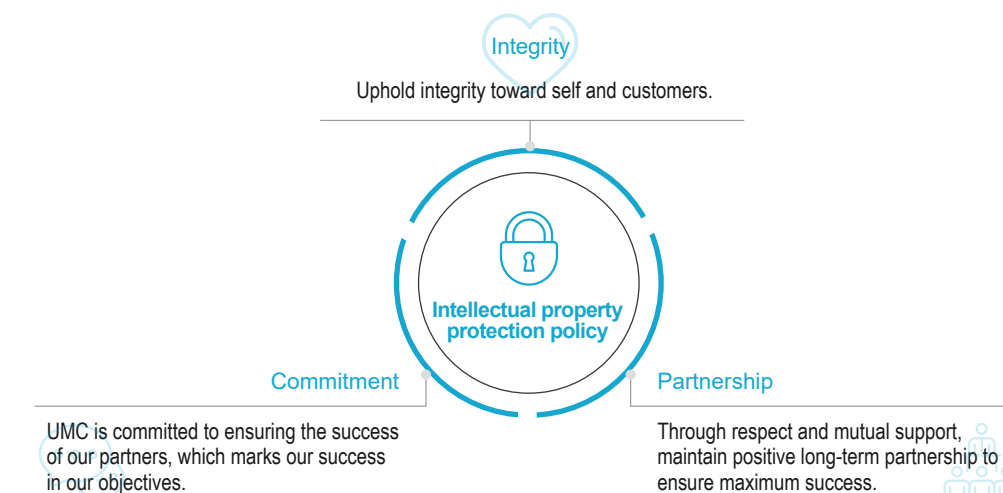 Integrity
Uphold integrity toward self and customers.
Intellectual property
protection policy
Commitment
UMC is committed to ensuring the success
of our partners, which marks our success
in our objectives.
Partnership
Through respect and mutual support,
maintain positive long-term partnership to
ensure maximum success.